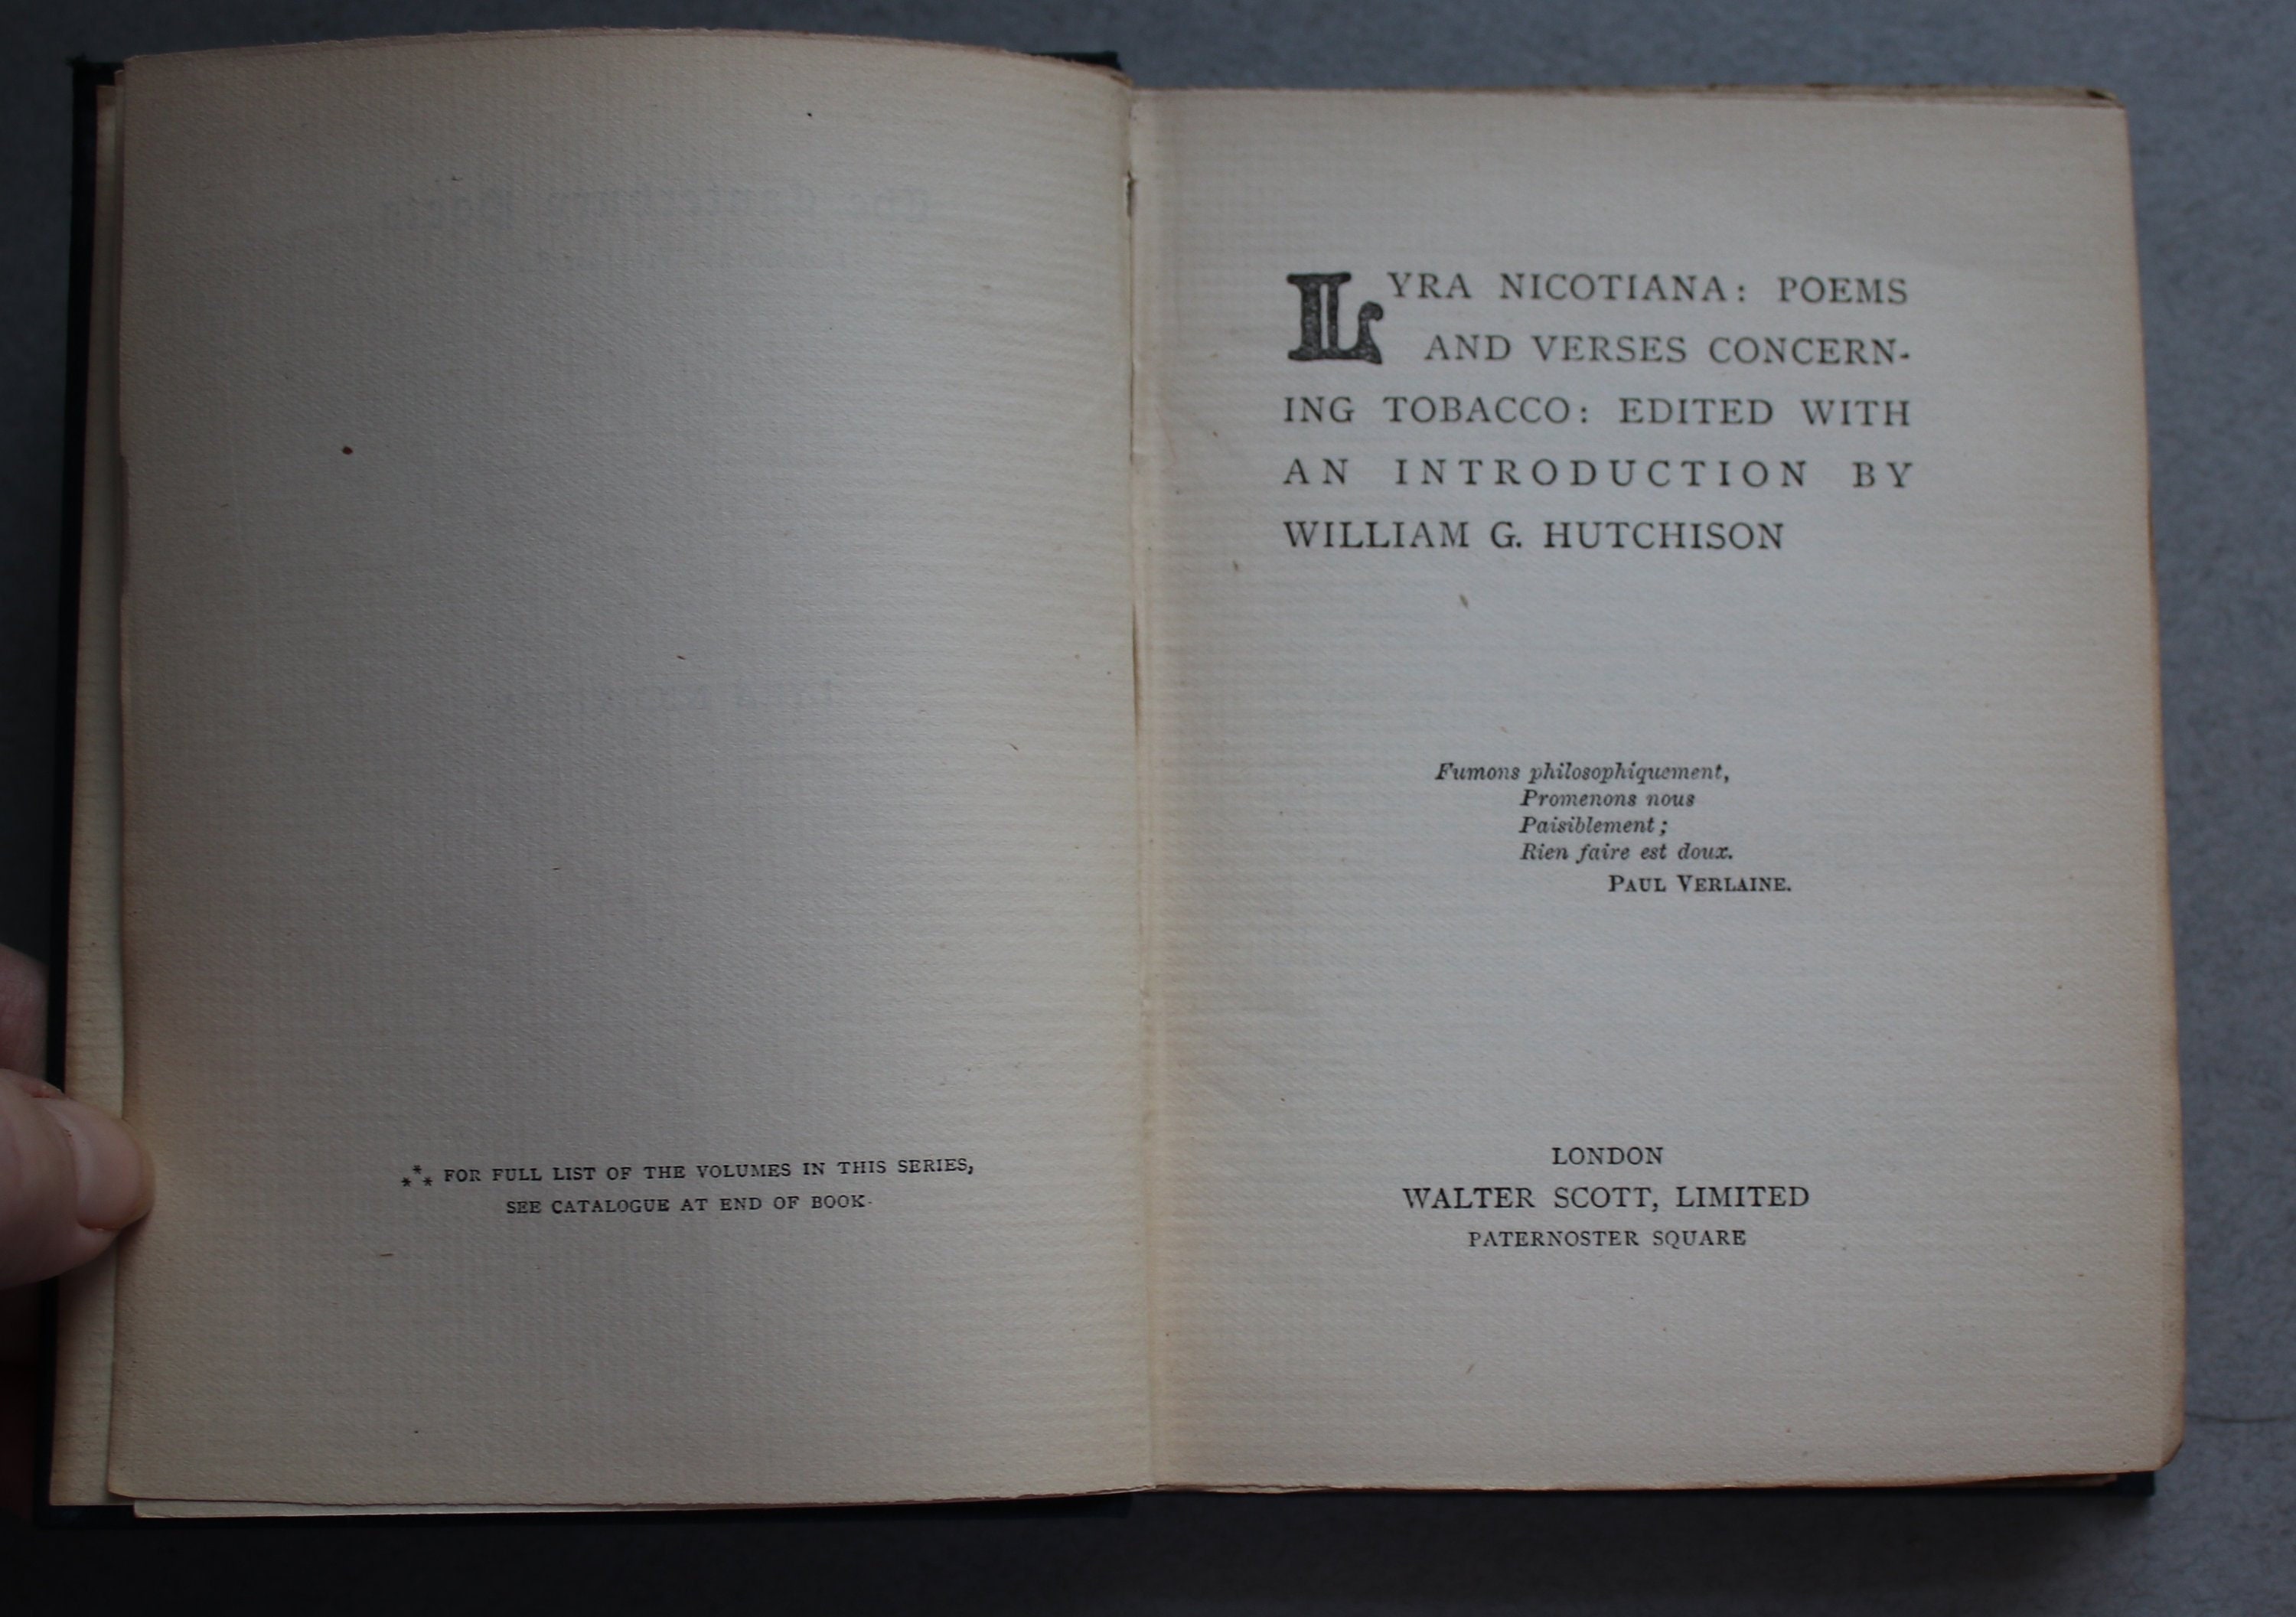 ⁂ FOR FULL LIST OF THE VOLUMES IN THIS SERIES,
SEE CATALOGUE AT END OF BOOK.
LYRA NICOTIANA: POEMS
AND VERSES CONCERN-
ING TOBACCO: EDITED WITH
AN INTRODUCTION BY
WILLIAM G. HUTCHISON
Fumons philosophiquement,
Promenons nous
Paisiblement;
Rien faire est doux.
PAUL VERLAINE.
LONDON
WALTER SCOTT, LIMITED
PATERNOSTER SQUARE